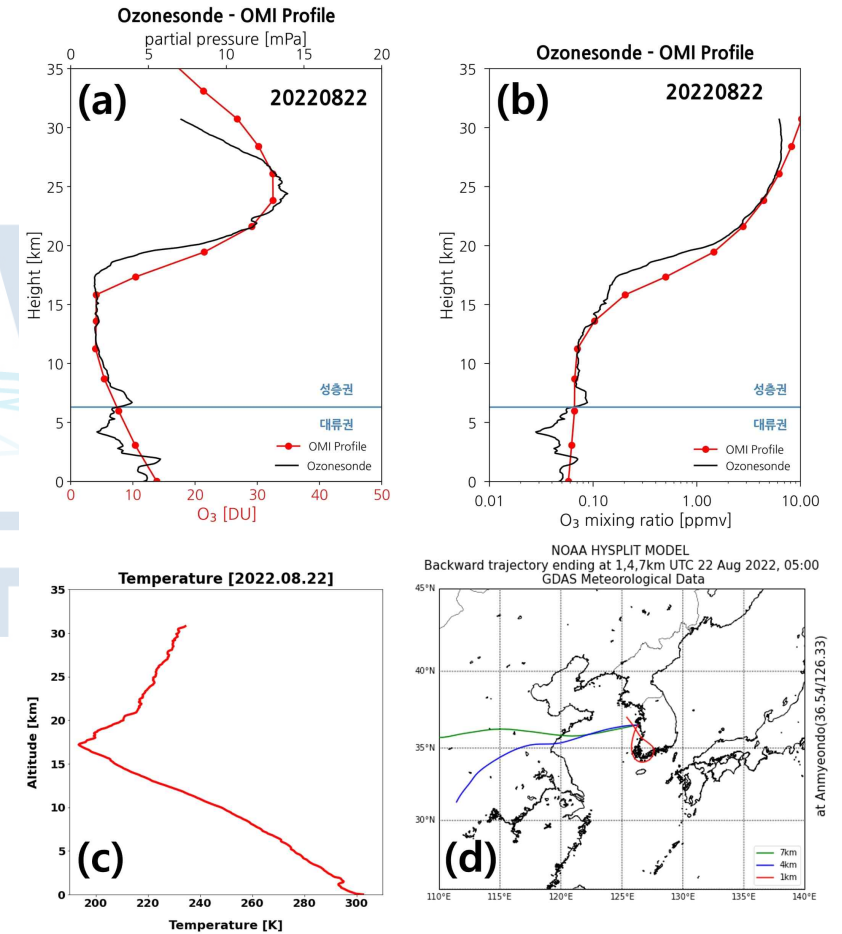 Ozonesonde - OMI Profile
partial pressure [mPa]
0 5 10 15 20
(a)
20220822
35
30
25
20
15
10
5
0
Height [km]
성층권
대류권
OMI Profile
Ozonesonde
0 10 20 30 40 50
O₃ [DU]
Ozonesonde - OMI Profile
(b)
20220822
35
30
25
20
15
10
5
0
Height [km]
성층권
대류권
OMI Profile
Ozonesonde
0.01 0.10 1.00 10.00
O₃ mixing ratio [ppmv]
Temperature [2022.08.22]
35
30
25
20
15
10
5
0
Altitude [km]
(c)
200 220 240 260 280 300
Temperature [K]
NOAA HYSPLIT MODEL
Backward trajectory ending at 1,4,7km UTC 22 Aug 2022, 05:00
GDAS Meteorological Data
45°N
40°N
35°N
30°N
(d)
7km
4km
1km
110°E 115°E 120°E 125°E 130°E 135°E 140°E
at Anmyeondo(36.54/126.33)